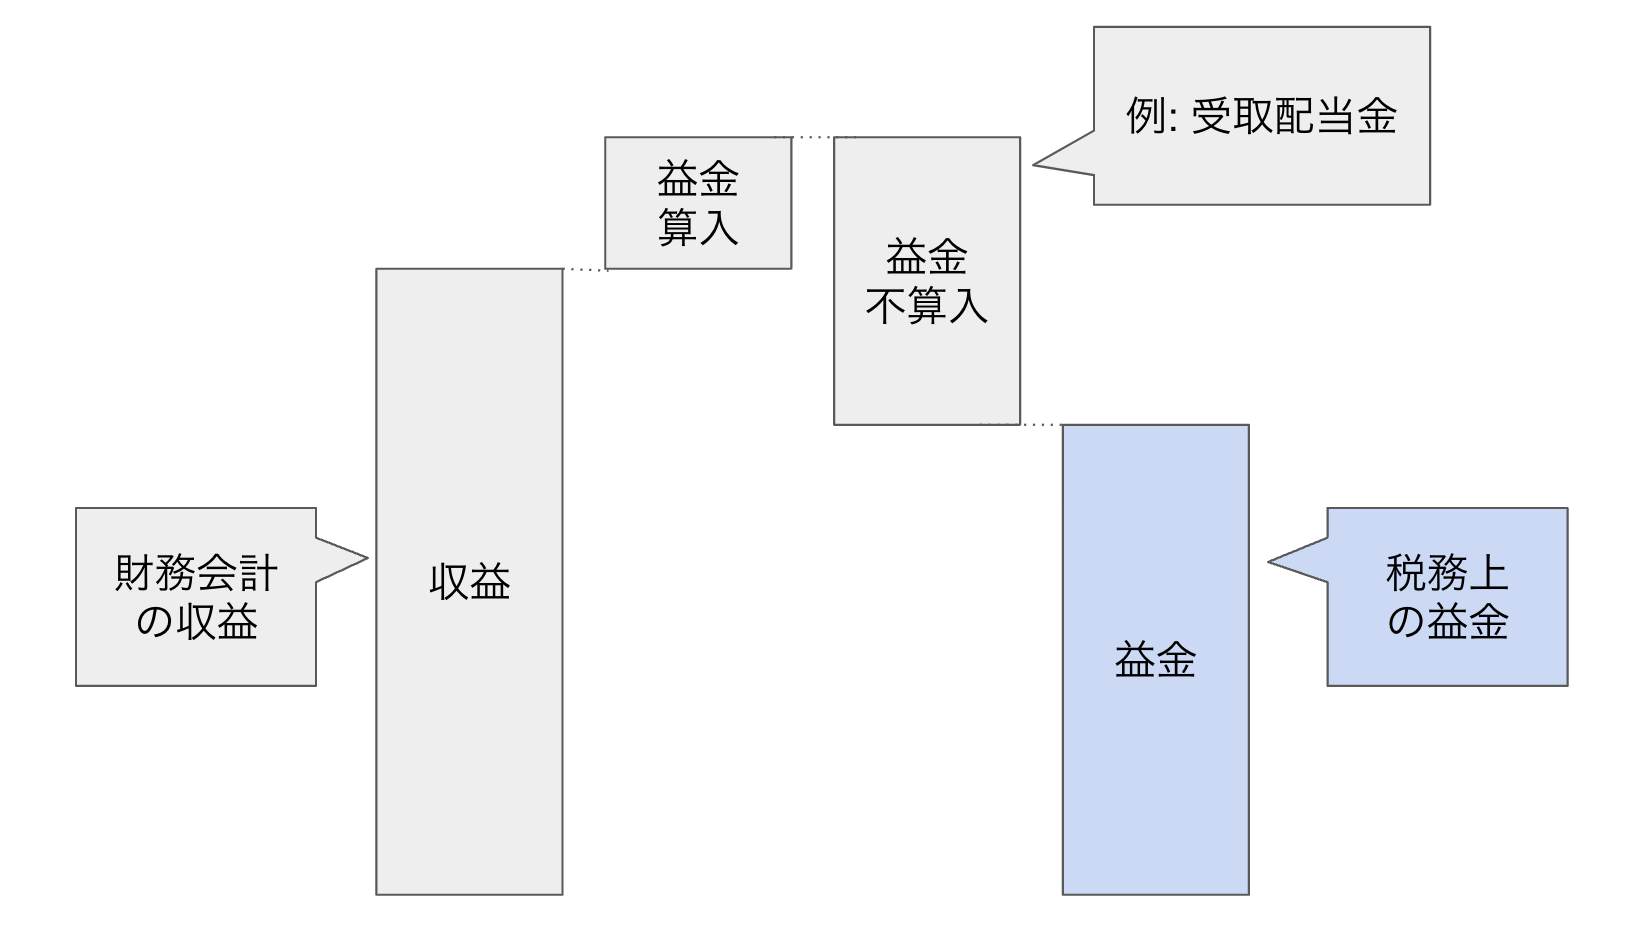 例: 受取配当金
益金
算入
益金
不算入
財務会計
の収益
収益
益金
税務上
の益金